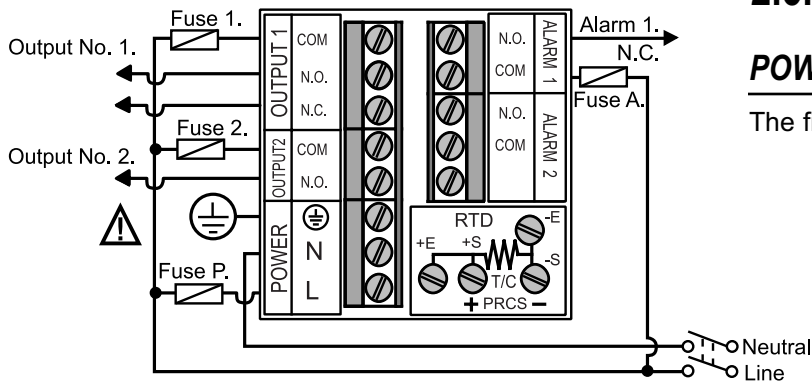 Fuse 1.
Output No. 1.
OUTPUT 1
COM
N.O.
N.C.
Fuse 2.
Output No. 2.
OUTPUT2
COM
N.O.
POWER
N
L
Fuse P.
N.O.
COM
ALARM 1
N.O.
COM
ALARM 2
Alarm 1.
N.C.
Fuse A.
RTD
+E
+S
-E
-S
T/C
+ PRCS −
Neutral
Line
POW
The f